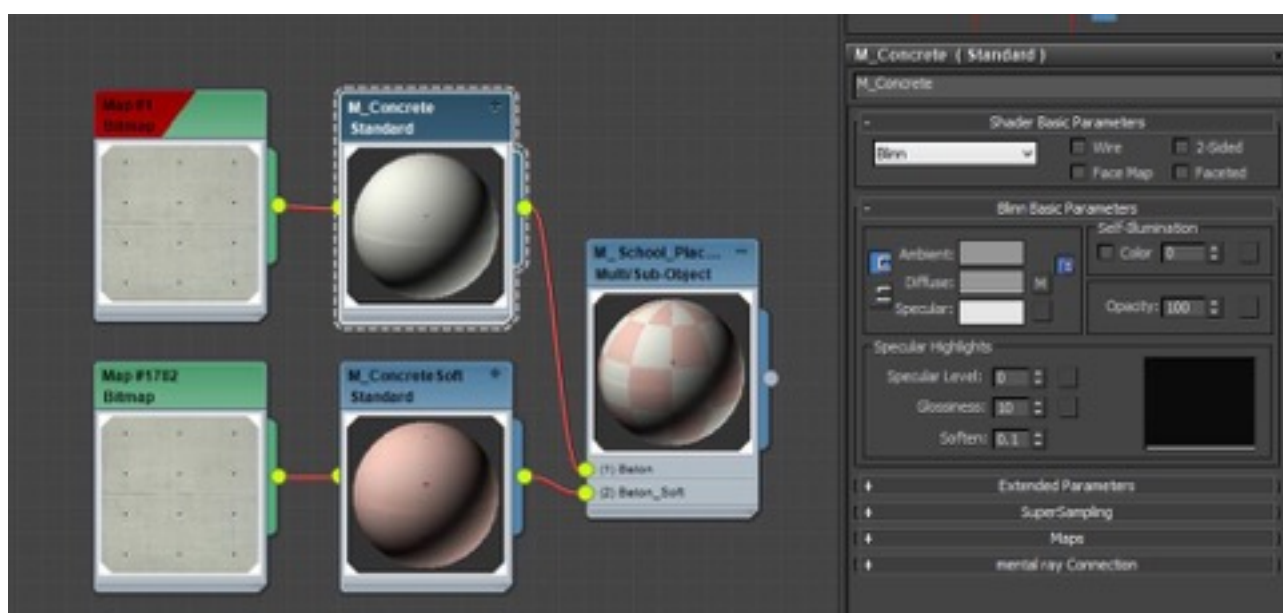 Map #1
Bitmap
M_Concrete
Standard
Map #1782
Bitmap
M_ConcreteSoft
Standard
M_School_Plac...
Multi/Sub-Object
(1) Beton
(2) Beton_Soft
M_Concrete ( Standard )
M_Concrete
Shader Basic Parameters
Blinn
Wire
2-Sided
Face Map
Faceted
Blinn Basic Parameters
Self-Illumination
Ambient:
Color 0
Diffuse: M
Specular:
Opacity: 100
Specular Highlights
Specular Level: 0
Glossiness: 10
Soften: 0.1
Extended Parameters
SuperSampling
Maps
mental ray Connection